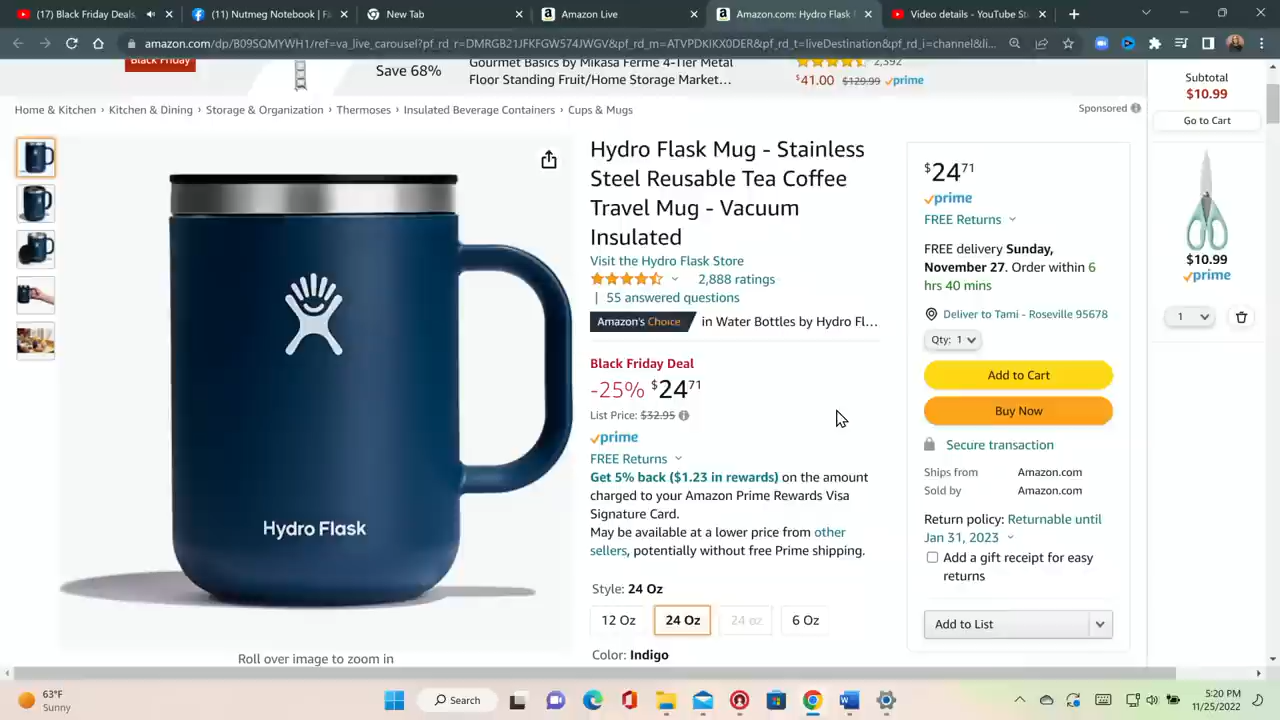 (17) Black Friday
(11) Nutmeg Notebo
New Tab
Amazon Live
Amazon.com: Hydro Flask
Video details - YouTube St
amazon.com/dp/B09SQMYWH1/ref=va_live_carousel?pf_rd_r=DMRGB21JFKFGW574JWGV&pf_rd_m=ATVPDKIKX0DER&pf_rd_t=liveDestination&pf_rd_i=channel&li...
Black Friday
Save 68%
Gourmet Basics by Mikasa Ferme 4-Tier Metal
Floor Standing Fruit/Home Storage Market...
2,392
$41.00 $129.99 prime
Subtotal
$10.99
Go to Cart
Home & Kitchen › Kitchen & Dining › Storage & Organization › Thermoses › Insulated Beverage Containers › Cups & Mugs
Sponsored
Hydro Flask Mug - Stainless
Steel Reusable Tea Coffee
Travel Mug - Vacuum
Insulated
Visit the Hydro Flask Store
2,888 ratings
| 55 answered questions
Amazon's Choice in Water Bottles by Hydro Fl...
Black Friday Deal
-25% $24 71
List Price: $32.95
prime
FREE Returns
Get 5% back ($1.23 in rewards) on the amount
charged to your Amazon Prime Rewards Visa
Signature Card.
May be available at a lower price from other
sellers, potentially without free Prime shipping.
Style: 24 Oz
12 Oz
24 Oz
24 oz
6 Oz
Color: Indigo
Hydro Flask
Roll over image to zoom in
$24 71
prime
FREE Returns
FREE delivery Sunday,
November 27. Order within 6
hrs 40 mins
Deliver to Tami - Roseville 95678
Qty: 1
Add to Cart
Buy Now
Secure transaction
Ships from Amazon.com
Sold by Amazon.com
Return policy: Returnable until
Jan 31, 2023
Add a gift receipt for easy
returns
Add to List
$10.99
prime
1
63°F
Sunny
Search
5:20 PM
11/25/2022